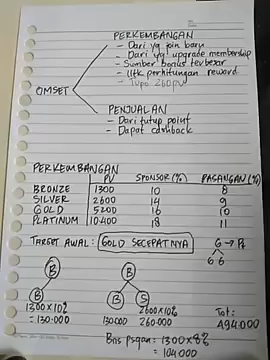 PERKEMBANGAN
- Dari yg join baru
- Dari yg upgrade membership
- Sumber bonus terbesar
- Utk perhitungan reward
- Tupo 260pv
OMSET
PENJUALAN
- Dari tutup point
- Dapat cashback
PERKEMBANGAN
PV SPONSOR (%) PASANGAN (%)
BRONZE 1300 10 8
SILVER 2600 14 9
GOLD 5200 16 10
PLATINUM 10400 18 11
TARGET AWAL: GOLD SECEPATNYA G → P
G G
B B
B B S
1300 x 10% 2600 x 10% Tot:
= 130.000 130.000 260.000 494.000
Bns psgan = 1300 x 8%
= 104.000